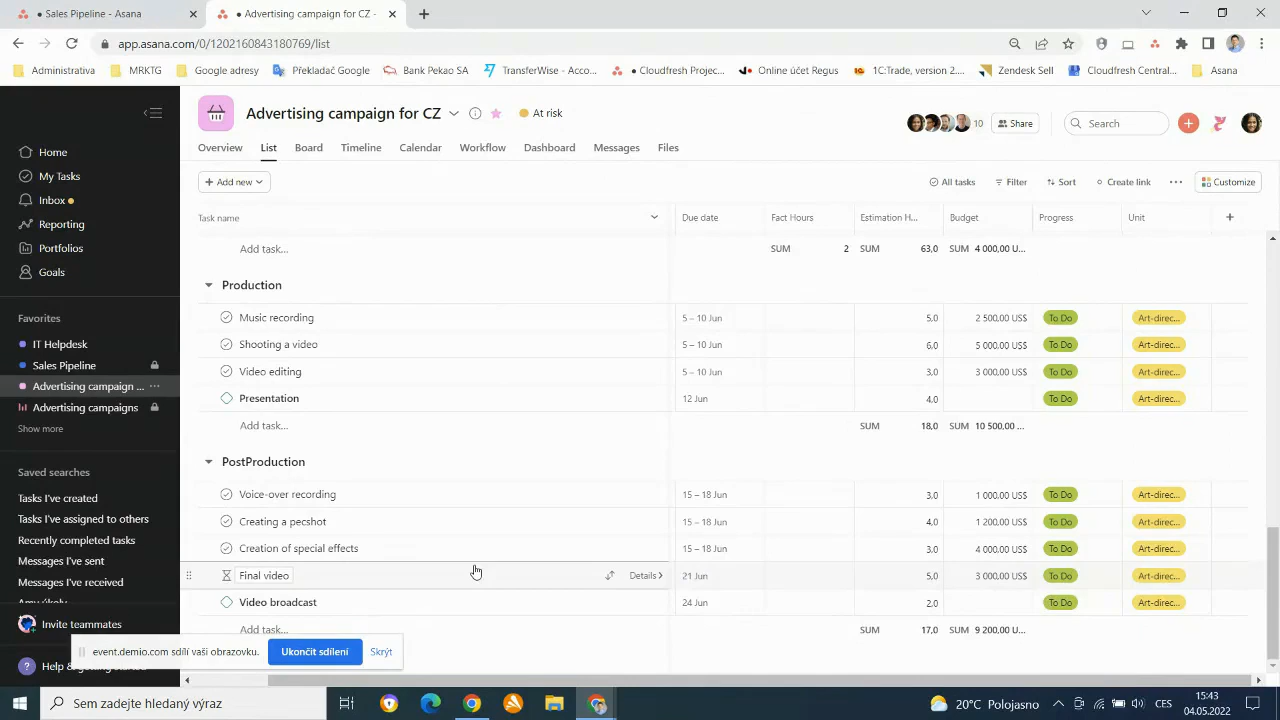 Sales Pipeline - Asana
Advertising campaign for CZ -
app.asana.com/0/1202160843180769/list
Administrativa
MRKTG
Google adresy
Překladač Google
Bank Pekao SA
TransferWise - Acco...
Cloudfresh Projec...
Online účet Regus
1C:Trade, version 2....
Zendesk Sell
Cloudfresh Central...
Asana
Advertising campaign for CZ
At risk
10
Share
Search
Overview
List
Board
Timeline
Calendar
Workflow
Dashboard
Messages
Files
Add new
All tasks
Filter
Sort
Create link
Customize
Home
My Tasks
Inbox
Reporting
Portfolios
Goals
Favorites
IT Helpdesk
Sales Pipeline
Advertising campaign ...
Advertising campaigns
Show more
Saved searches
Tasks I've created
Tasks I've assigned to others
Recently completed tasks
Messages I've sent
Messages I've received
Invite teammates
Task name Due date Fact Hours Estimation H... Budget Progress Unit
Add task... SUM 2 SUM 63,0 SUM 4 000,00 U...
Production
Music recording 5 – 10 Jun 5,0 2 500,00 US$ To Do Art-direc...
Shooting a video 5 – 10 Jun 6,0 5 000,00 US$ To Do Art-direc...
Video editing 5 – 10 Jun 3,0 3 000,00 US$ To Do Art-direc...
Presentation 12 Jun 4,0 To Do Art-direc...
Add task... SUM 18,0 SUM 10 500,00 ...
PostProduction
Voice-over recording 15 – 18 Jun 3,0 1 000,00 US$ To Do Art-direc...
Creating a pecshot 15 – 18 Jun 4,0 1 200,00 US$ To Do Art-direc...
Creation of special effects 15 – 18 Jun 3,0 4 000,00 US$ To Do Art-direc...
Final video Details 21 Jun 5,0 3 000,00 US$ To Do Art-direc...
Video broadcast 24 Jun 2,0 To Do Art-direc...
Add task... SUM 17,0 SUM 9 200,00 U...
event.demio.com sdílí vaši obrazovku.
Ukončit sdílení
Skrýt
Sem zadejte hledaný výraz
20°C Polojasno
CES
15:43
04.05.2022